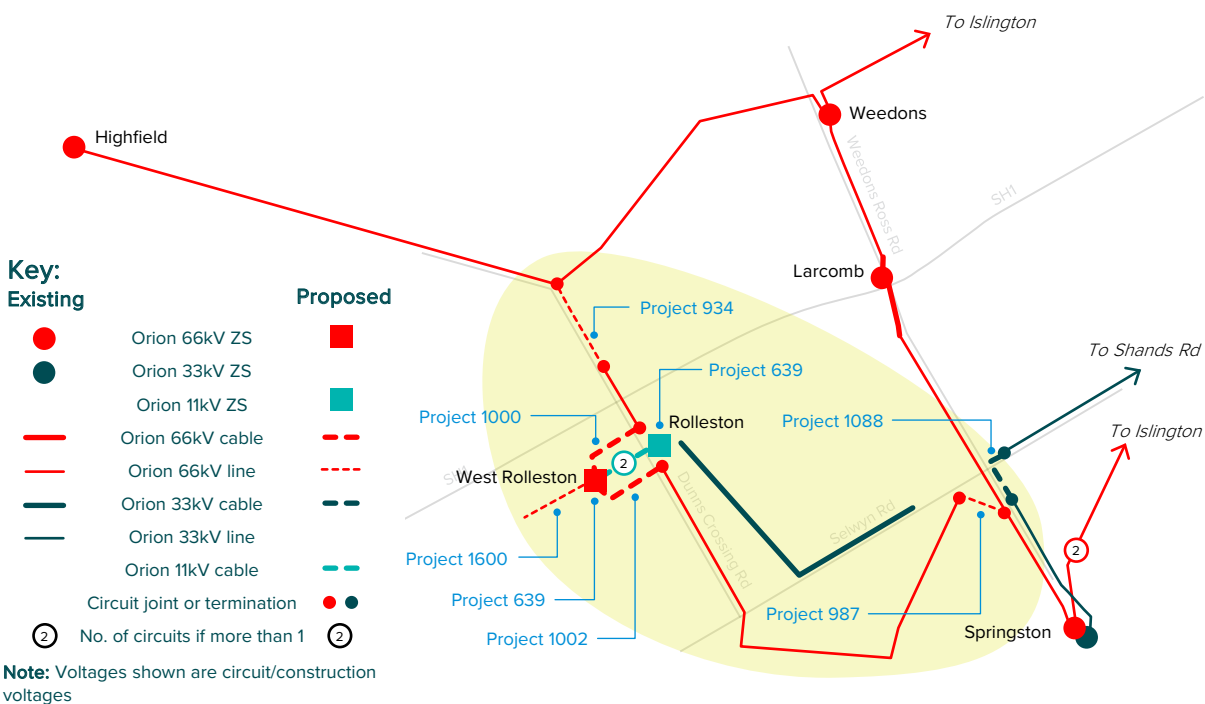 To Islington
Highfield
Weedons
Weedons Ross Rd
SH1
Larcomb
Key:
Existing
Proposed
Orion 66kV ZS
Orion 33kV ZS
Orion 11kV ZS
Orion 66kV cable
Orion 66kV line
Orion 33kV cable
Orion 33kV line
Orion 11kV cable
Circuit joint or termination
2 No. of circuits if more than 1 2
Note: Voltages shown are circuit/construction
voltages
Project 934
To Shands Rd
Project 639
Project 1000
Rolleston
Project 1088
To Islington
2
West Rolleston
Dunns Crossing Rd
Selwyn Rd
Project 1600
2
Project 639
Project 987
Project 1002
Springston